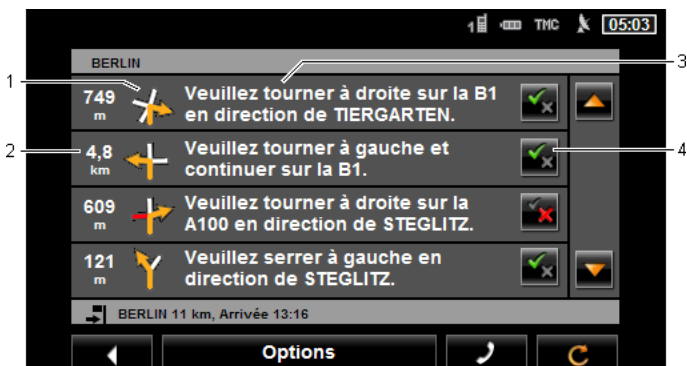 1 TMC 05:03
BERLIN
3
1
749 m
Veuillez tourner à droite sur la B1
en direction de TIERGARTEN.
2
4,8 km
Veuillez tourner à gauche et
continuer sur la B1.
4
609 m
Veuillez tourner à droite sur la
A100 en direction de STEGLITZ.
121 m
Veuillez serrer à gauche en
direction de STEGLITZ.
BERLIN 11 km, Arrivée 13:16
Options